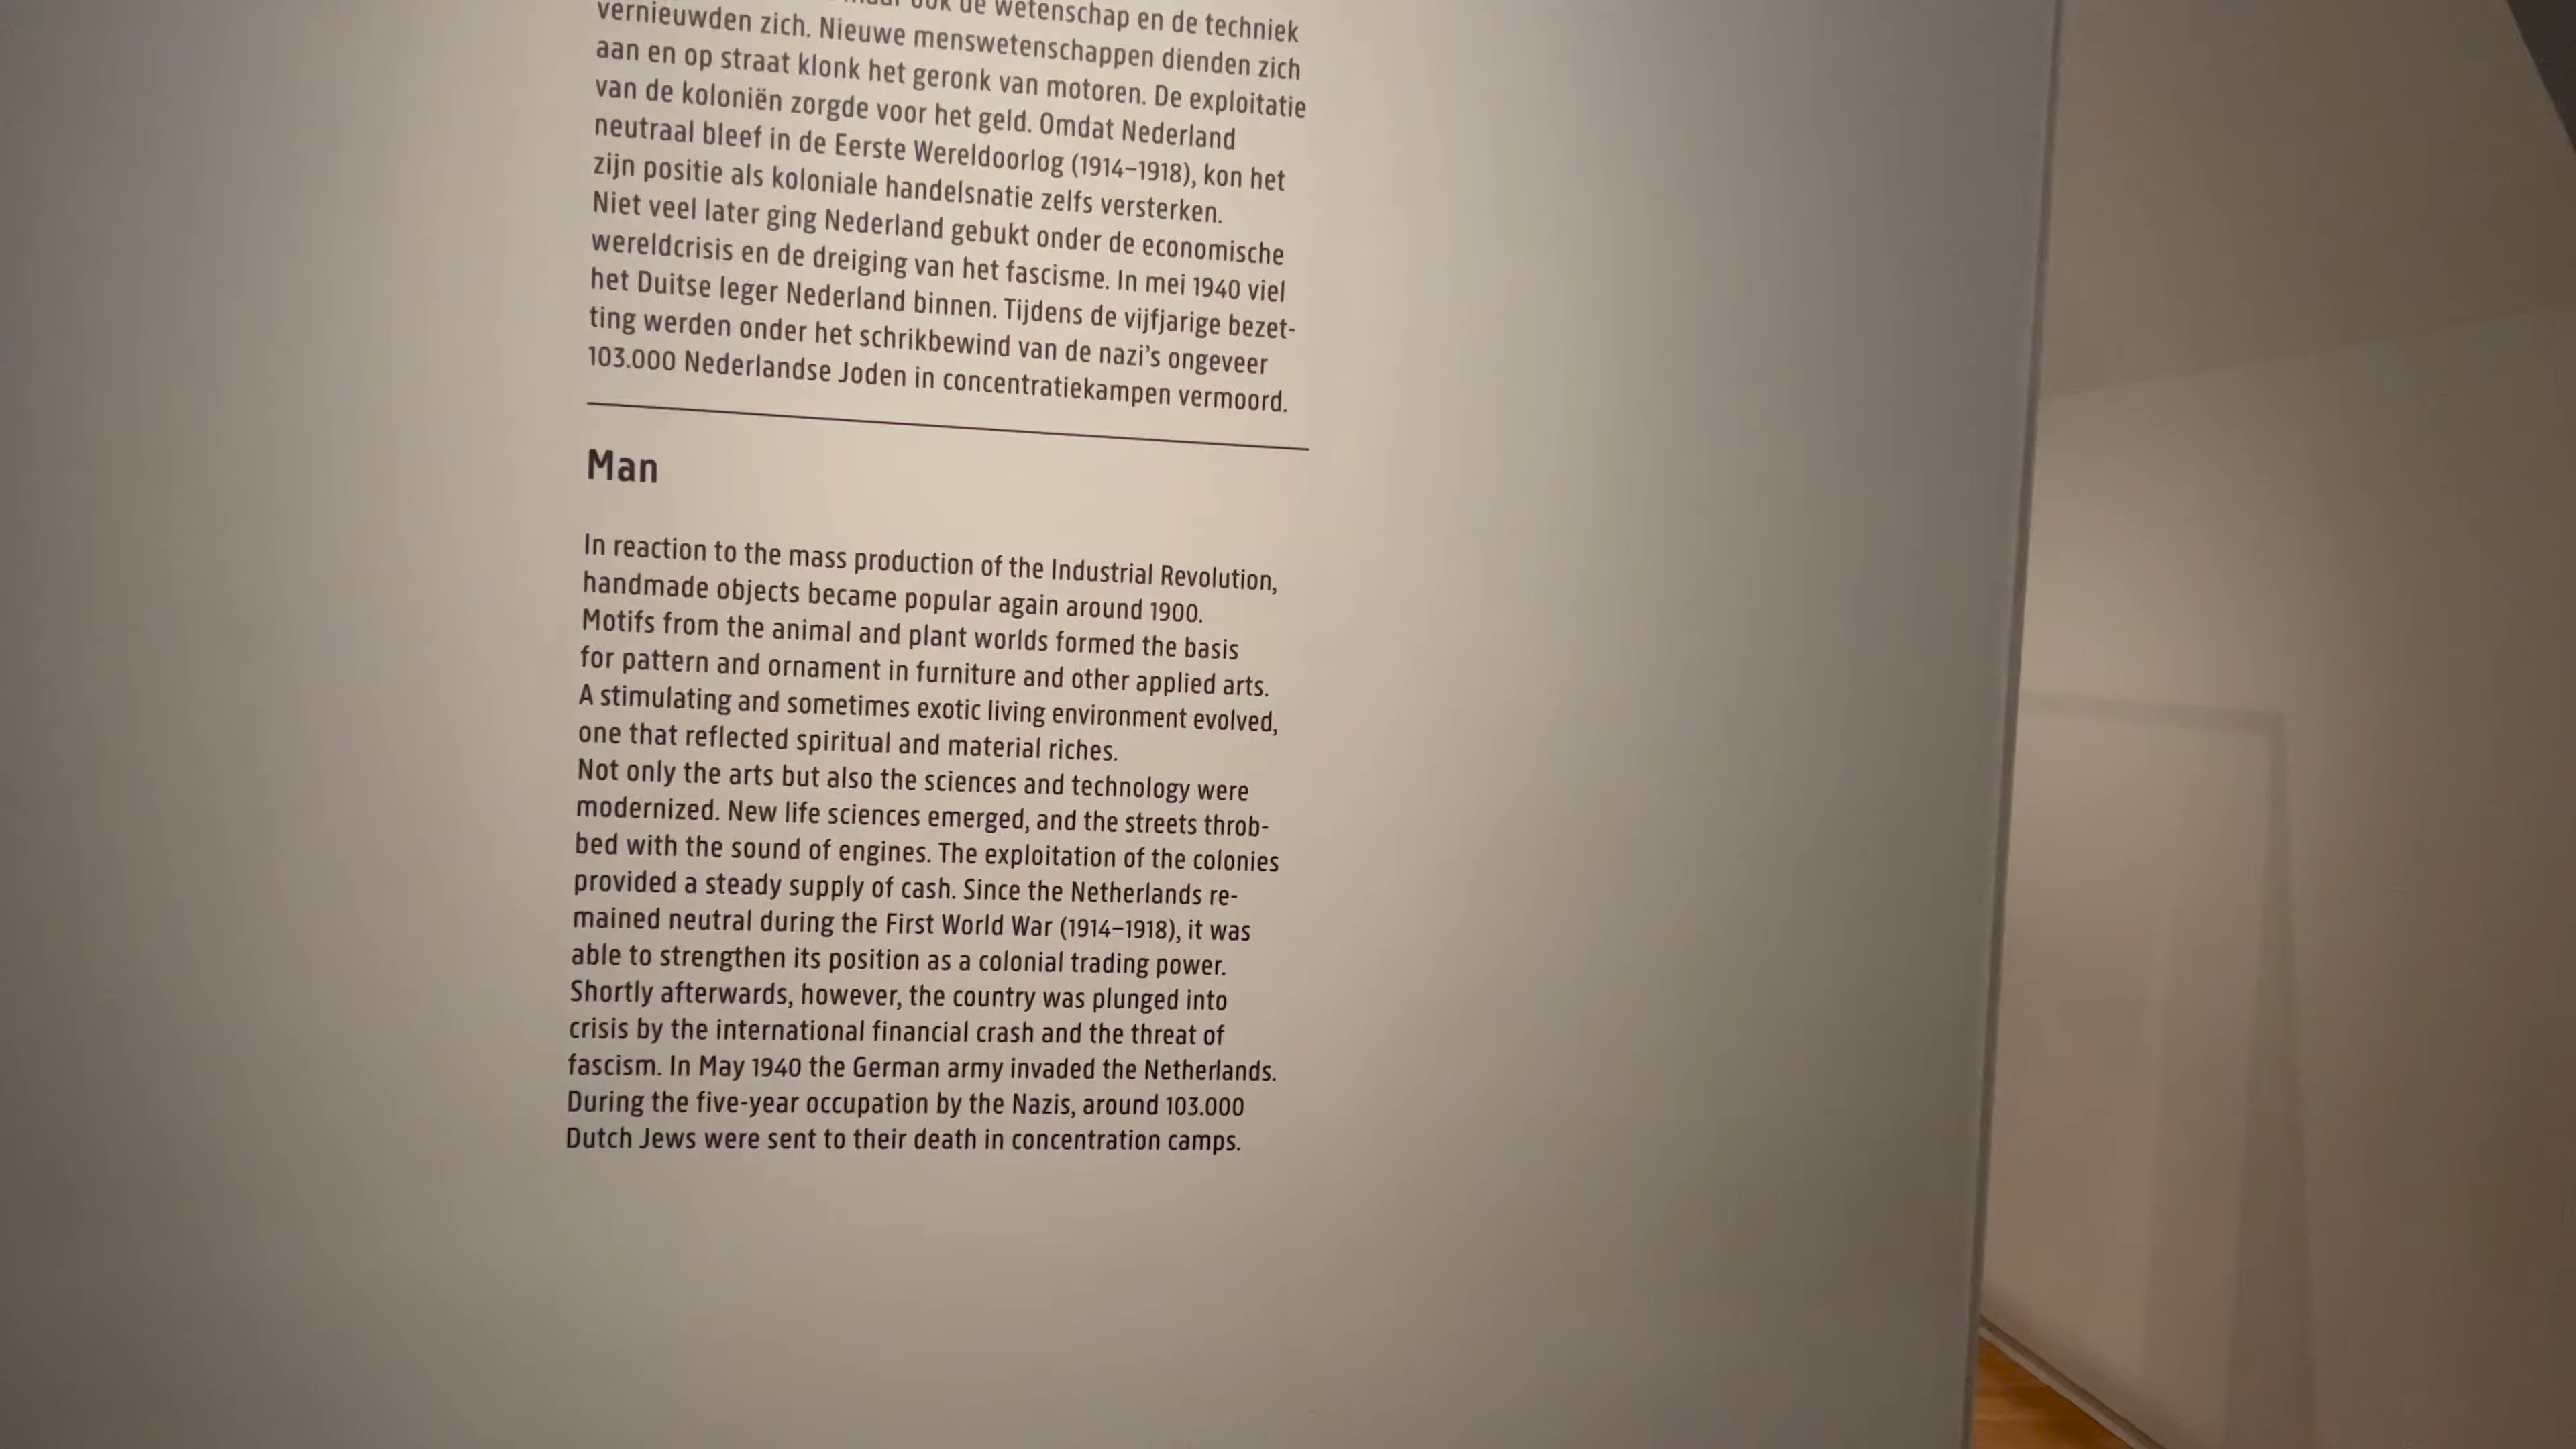 ook de wetenschap en de techniek
vernieuwden zich. Nieuwe menswetenschappen dienden zich
aan en op straat klonk het geronk van motoren. De exploitatie
van de koloniën zorgde voor het geld. Omdat Nederland
neutraal bleef in de Eerste Wereldoorlog (1914–1918), kon het
zijn positie als koloniale handelsnatie zelfs versterken.
Niet veel later ging Nederland gebukt onder de economische
wereldcrisis en de dreiging van het fascisme. In mei 1940 viel
het Duitse leger Nederland binnen. Tijdens de vijfjarige bezet-
ting werden onder het schrikbewind van de nazi’s ongeveer
103.000 Nederlandse Joden in concentratiekampen vermoord.
Man
In reaction to the mass production of the Industrial Revolution,
handmade objects became popular again around 1900.
Motifs from the animal and plant worlds formed the basis
for pattern and ornament in furniture and other applied arts.
A stimulating and sometimes exotic living environment evolved,
one that reflected spiritual and material riches.
Not only the arts but also the sciences and technology were
modernized. New life sciences emerged, and the streets throb-
bed with the sound of engines. The exploitation of the colonies
provided a steady supply of cash. Since the Netherlands re-
mained neutral during the First World War (1914–1918), it was
able to strengthen its position as a colonial trading power.
Shortly afterwards, however, the country was plunged into
crisis by the international financial crash and the threat of
fascism. In May 1940 the German army invaded the Netherlands.
During the five-year occupation by the Nazis, around 103.000
Dutch Jews were sent to their death in concentration camps.